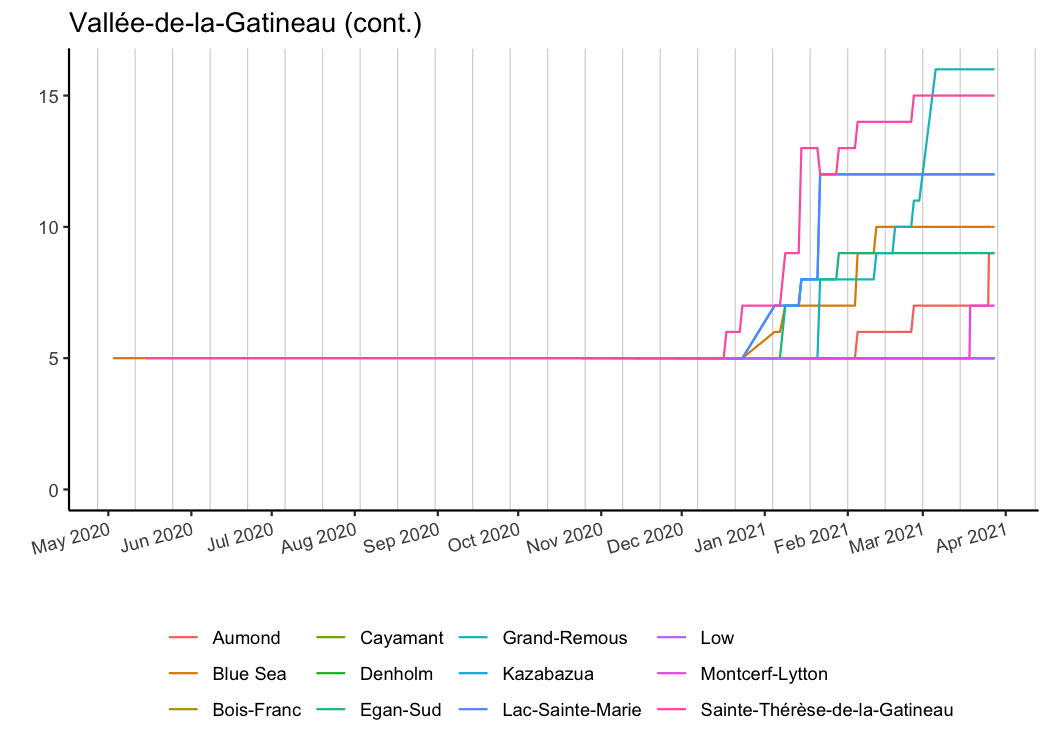 Vallée-de-la-Gatineau (cont.)
15
10
5
0
May 2020 Jun 2020 Jul 2020 Aug 2020 Sep 2020 Oct 2020 Nov 2020 Dec 2020 Jan 2021 Feb 2021 Mar 2021 Apr 2021
Aumond Cayamant Grand-Remous Low
Blue Sea Denholm Kazabazua Montcerf-Lytton
Bois-Franc Egan-Sud Lac-Sainte-Marie Sainte-Thérèse-de-la-Gatineau